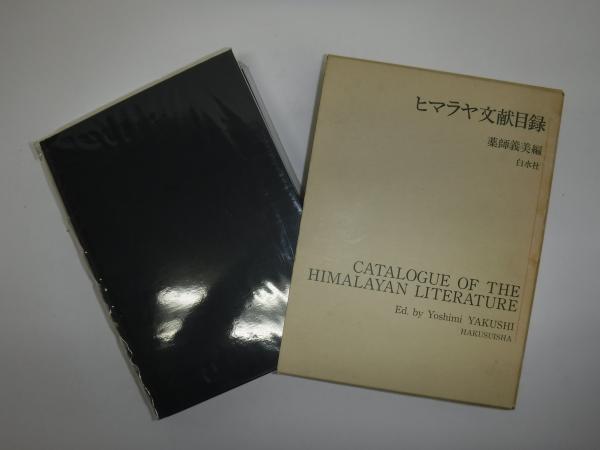 ヒマラヤ文献目録
薬師義美編
白水社
CATALOGUE OF THE
HIMALAYAN LITERATURE
Ed. by Yoshimi YAKUSHI
HAKUSUISHA